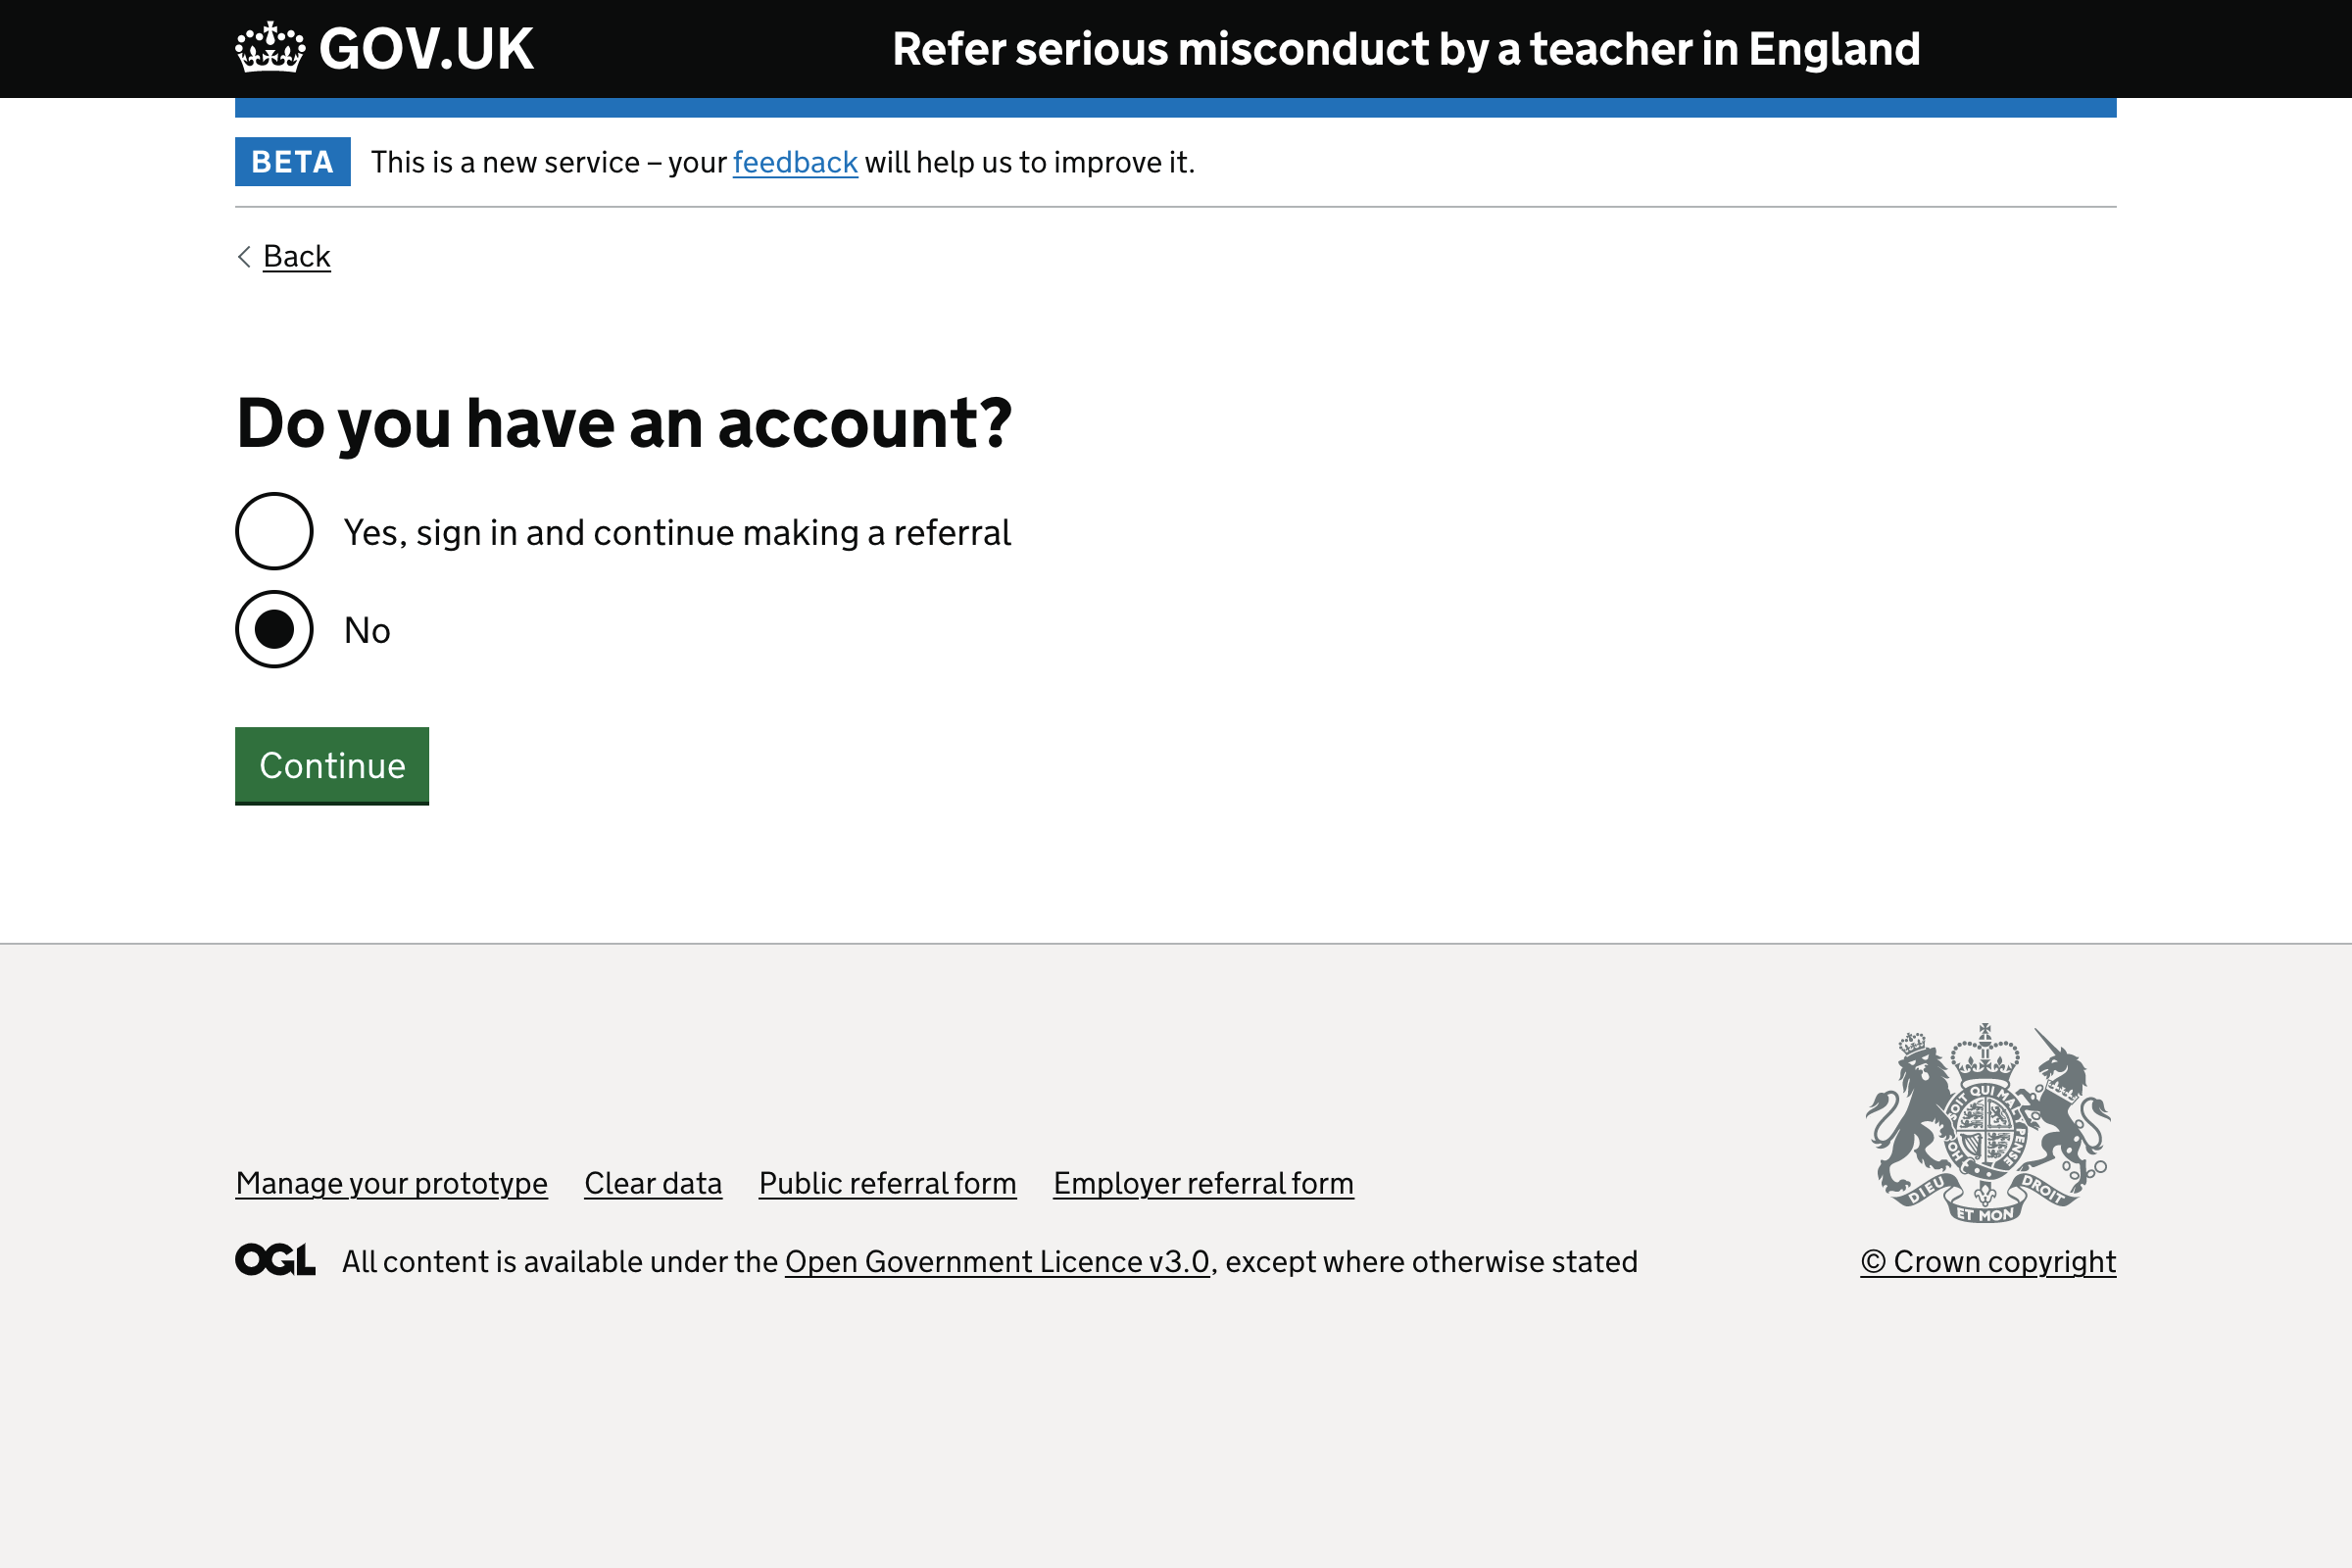 GOV.UK
Refer serious misconduct by a teacher in England
BETA This is a new service – your feedback will help us to improve it.
Back
Do you have an account?
Yes, sign in and continue making a referral
No
Continue
Manage your prototype Clear data Public referral form Employer referral form
SOIT QUI MAL Y PENSE
HON
DIEU ET MON DROIT
OGL All content is available under the Open Government Licence v3.0, except where otherwise stated
© Crown copyright